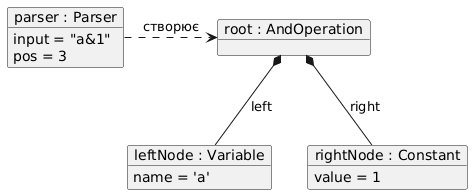 parser : Parser
input = "a&1"
pos = 3
створює
root : AndOperation
left
right
leftNode : Variable
name = 'a'
rightNode : Constant
value = 1